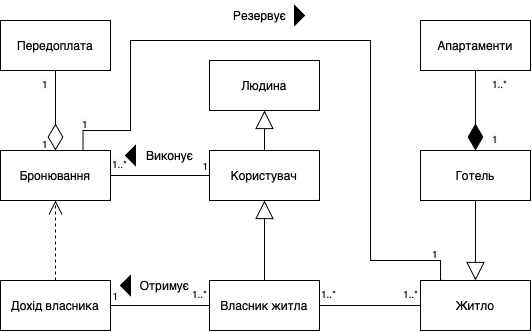 Резервує
Передоплата
Апартаменти
1
1..*
Людина
1
1
1
1..*
Виконує
1
Бронювання
Користувач
Готель
1
Отримує
1
1..*
1..*
1..*
Дохід власника
Власник житла
Житло